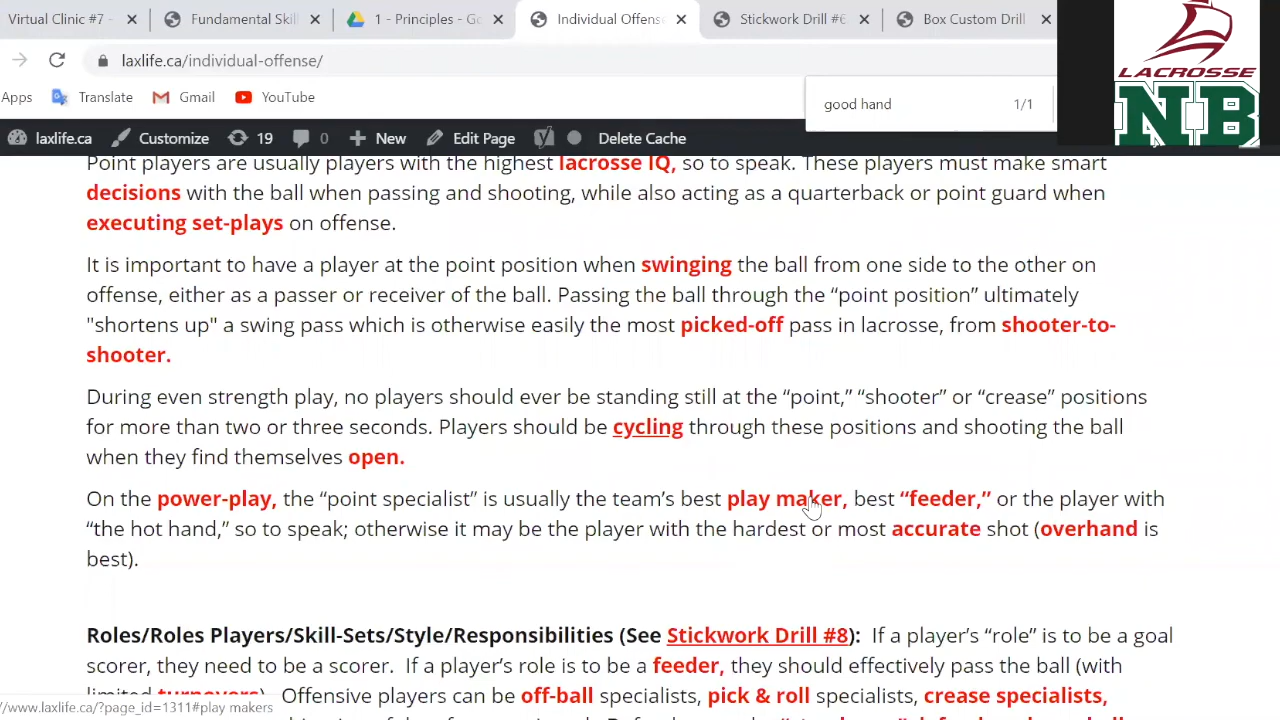 Virtual Clinic #7 - × Fundamental Skil × 1 - Principles - Go × Individual Offense × Stickwork Drill #6 × Box Custom Drill ×
laxlife.ca/individual-offense/
LACROSSE
NB
Apps Translate Gmail YouTube
good hand 1/1
laxlife.ca Customize 19 0 New Edit Page Delete Cache
Point players are usually players with the highest lacrosse IQ, so to speak. These players must make smart
decisions with the ball when passing and shooting, while also acting as a quarterback or point guard when
executing set-plays on offense.
It is important to have a player at the point position when swinging the ball from one side to the other on
offense, either as a passer or receiver of the ball. Passing the ball through the “point position” ultimately
"shortens up" a swing pass which is otherwise easily the most picked-off pass in lacrosse, from shooter-to-
shooter.
During even strength play, no players should ever be standing still at the “point,” “shooter” or “crease” positions
for more than two or three seconds. Players should be cycling through these positions and shooting the ball
when they find themselves open.
On the power-play, the “point specialist” is usually the team’s best play maker, best “feeder,” or the player with
“the hot hand,” so to speak; otherwise it may be the player with the hardest or most accurate shot (overhand is
best).
Roles/Roles Players/Skill-Sets/Style/Responsibilities (See Stickwork Drill #8): If a player’s “role” is to be a goal
scorer, they need to be a scorer. If a player’s role is to be a feeder, they should effectively pass the ball (with
limited turnovers). Offensive players can be off-ball specialists, pick & roll specialists, crease specialists,
//www.laxlife.ca/?page_id=1311#play makers